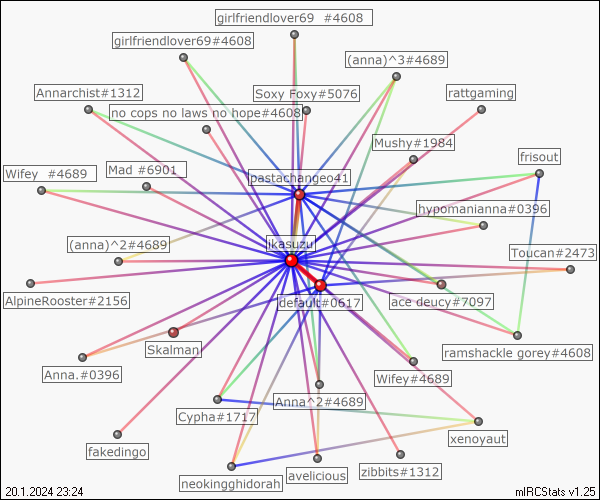 girlfriendlover69 #4608
girlfriendlover69#4608
(anna)^3#4689
Annarchist#1312
Soxy Foxy#5076
rattgaming
no cops no laws no hope#4608
Mushy#1984
frisout
Wifey #4689
Mad #6901
pastachangeo41
hypomanianna#0396
(anna)^2#4689
jkasuzu
Toucan#2473
AlpineRooster#2156
default#0617
ace deucy#7097
Skalman
ramshackle gorey#4608
Anna.#0396
Wifey#4689
Anna^2#4689
Cypha#1717
xenoyaut
fakedingo
avelicious
zibbits#1312
neokingghidorah
20.1.2024 23:24
mIRCStats v1.25